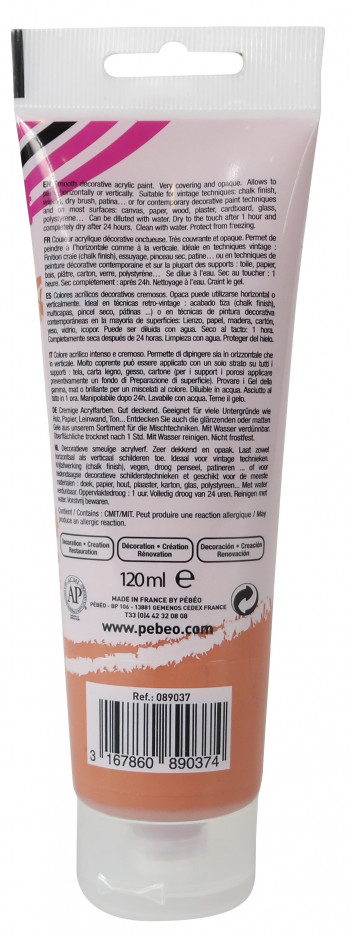 EN Smooth decorative acrylic paint. Very covering and opaque. Allows to
horizontally or vertically. Suitable for vintage techniques: chalk finish,
dry brush, patina... or for contemporary decorative paint techniques
and on most surfaces: canvas, paper, wood, plaster, cardboard, glass,
polystyrene... Can be diluted with water. Dry to the touch after 1 hour and
completely dry after 24 hours. Clean with water. Protect from freezing.
FR Couleur acrylique décorative onctueuse. Très couvrante et opaque. Permet de
peindre à l'horizontale comme à la verticale. Idéale en techniques vintage :
Finition craie (chalk finish), essuyage, pinceau sec, patine... ou en techniques de
peinture décorative contemporaine et sur la plupart des supports : toile, papier,
bois, plâtre, carton, verre, polystyrène... Se dilue à l'eau. Sec au toucher : 1
heure. Sec complètement après 24h. Nettoyage à l'eau. Craint le gel.
ES Colores acrílicos decorativos cremosos. Opaca puede utilizarse horizontal o
verticalmente. Ideal en técnicas retro-vintage : acabado tiza (chalk finish),
multicapas, pincel seco, pátinas ...) o en técnicas de pintura decorativa
contemporáneas en la mayoría de superficies: Lienzo, papel, madera, cartón,
yeso, vidrio, icopor. Puede ser diluida con agua. Seco al tacto: 1 hora.
Completamente seca después de 24 horas. Limpieza con agua. Proteger del hielo.
IT Colore acrilico intenso e cremoso. Permette di dipingere sia in orizzontale che
in verticale. Molto coprente può essere applicato con un solo strato su tutti i
supporti : tela, carta legno, gesso, cartone (per i supporti porosi applicare
preventivamente un fondo di Preparazione di superficie). Provare i Gel della
gamma, mat o brillante per un miscelati al colore. Diluibile in acqua. Asciutto al
tatto in 1 ora. Manipolabile dopo 24h. Lavabile con acqua. Teme il gelo.
DE Cremige Acrylfarben. Gut deckend. Geeignet für viele Untergründe wie
Holz, Papier, Leinwand, Ton... Entdecken Sie auch die glänzenden oder matten
Gele aus unserem Sortiment für die Mischtechniken. Mit Wasser verdünnbar.
Oberfläche trocknet nach 1 Std. Mit Wasser reinigen. Nicht frostfest.
NL Decoratieve smeuïge acrylverf. Zeer dekkend en opaak. Laat zowel
horizontaal als verticaal schilderen toe. Ideaal voor vintage technieken.
(chalk finish), vegen, droog penseel, patineren ... of voor
hedendaagse decoratieve schildertechnieken en geschikt voor de meeste
materialen : doek, papier, hout, plaaster, karton, glas, polystyreen... Met water
verdunbaar. Oppervlaktedroog : 1 uur. Volledig droog van 24 uren. Reinigen met
water. Vorstvrij bewaren.
Contient / Contains : CMIT/MIT. Peut produire une réaction allergique / May
produce an allergic reaction.
Decoration • Creation
Restauration
Décoration • Création
Rénovation
Decoración • Creación
Renovación
AP
120ml e
MADE IN FRANCE BY PÉBÉO
PÉBÉO - BP 106 - 13881 GEMENOS CEDEX FRANCE
T33 (0)4 42 32 08 08
www.pebeo.com
Ref.: 089037
3 167860 890374